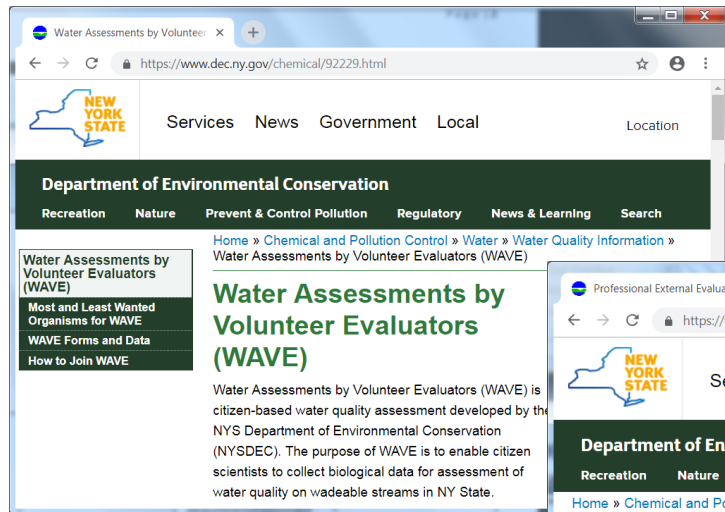 Page 18
Water Assessments by Voluntee
https://www.dec.ny.gov/chemical/92229.html
NEW
YORK
STATE
Services News Government Local
Location
Department of Environmental Conservation
Recreation Nature Prevent & Control Pollution Regulatory News & Learning Search
Water Assessments by
Volunteer Evaluators
(WAVE)
Most and Least Wanted
Organisms for WAVE
WAVE Forms and Data
How to Join WAVE
Home » Chemical and Pollution Control » Water » Water Quality Information »
Water Assessments by Volunteer Evaluators (WAVE)
Water Assessments by
Volunteer Evaluators
(WAVE)
Water Assessments by Volunteer Evaluators (WAVE) is
citizen-based water quality assessment developed by the
NYS Department of Environmental Conservation
(NYSDEC). The purpose of WAVE is to enable citizen
scientists to collect biological data for assessment of
water quality on wadeable streams in NY State.
Professional External Evalua
https://
NEW
YORK
STATE
Se
Department of En
Recreation Nature
Home » Chemical and Po